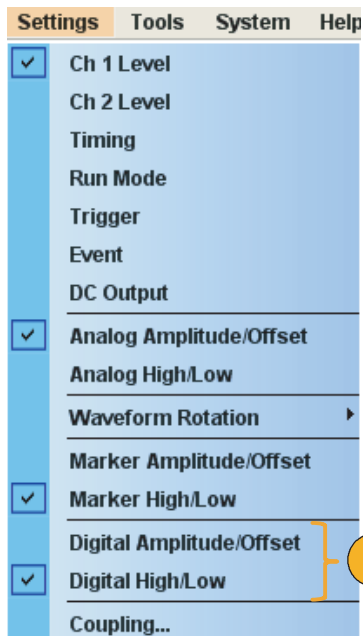 Settings Tools System Help
Ch 1 Level
Ch 2 Level
Timing
Run Mode
Trigger
Event
DC Output
Analog Amplitude/Offset
Analog High/Low
Waveform Rotation
Marker Amplitude/Offset
Marker High/Low
Digital Amplitude/Offset
Digital High/Low
Coupling...